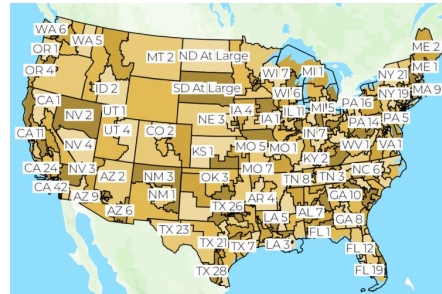 WA 6
WA 5
OR 1
OR 4
MT 2
ND At Large
ID 2
SD At Large
WI 7
MI 1
ME 2
ME 1
NY 21
MA 9
NY 19
WI 6
MI 5
PA 16
CA 1
UT 1
NE 3
IA 4
IA 1
IL 11
PA 14
PA 5
NV 2
CA 11
UT 4
CO 2
IN 7
WV 1
VA 1
NV 4
KS 1
MO 5
MO 1
KY 2
CA 24
NV 3
AZ 2
NM 3
OK 3
MO 7
TN 8
TN 3
NC 6
CA 42
AZ 9
NM 1
AR 4
GA 10
AZ 6
TX 26
LA 5
AL 7
GA 8
TX 23
TX 21
TX 7
LA 3
FL 1
FL 12
TX 28
FL 19